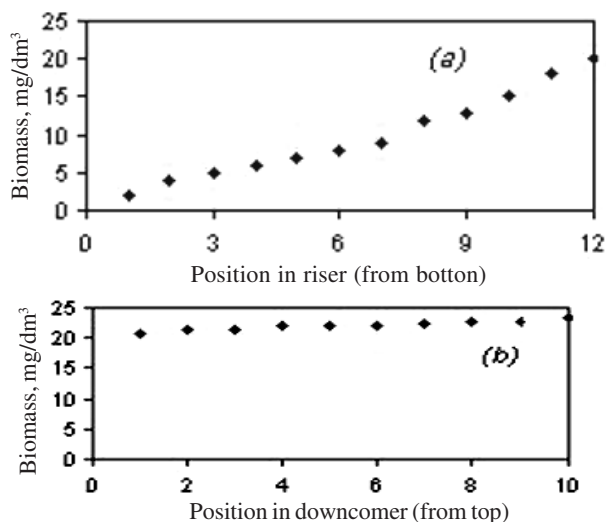 25
(a)
20
15
10
5
0
0 3 6 9 12
Biomass, mg/dm³
Position in riser (from botton)
25
20
(b)
15
10
5
0
0 2 4 6 8 10
Biomass, mg/dm³
Position in downcomer (from top)